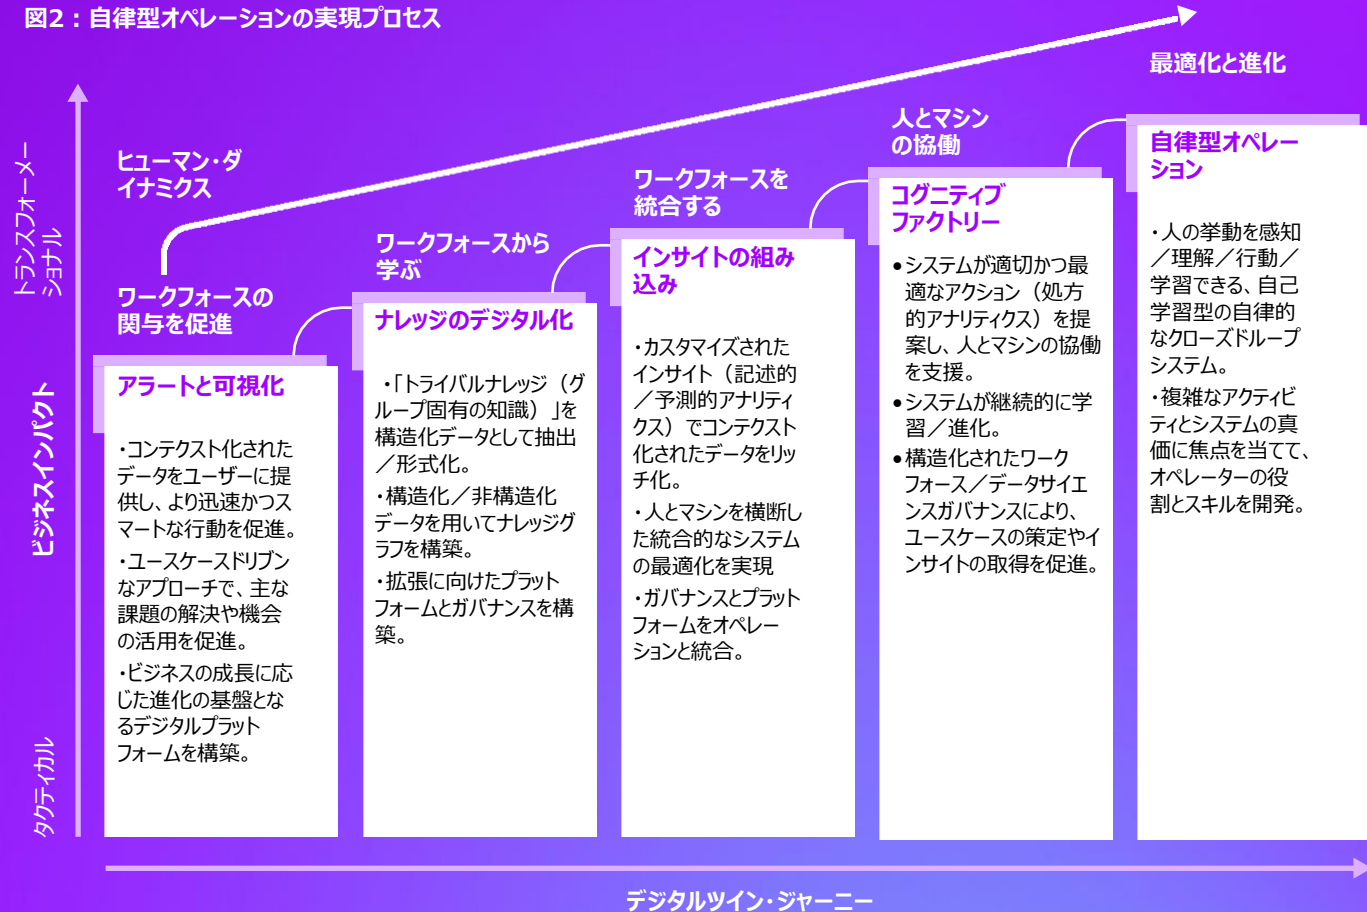 図2：自律型オペレーションの実現プロセス
トランスフォーメー
ショナル
ビジネスインパクト
タクティカル
ヒューマン・ダ
イナミクス
ワークフォースの
関与を促進
アラートと可視化
・コンテクスト化された
データをユーザーに提
供し、より迅速かつス
マートな行動を促進。
・ユースケースドリブン
なアプローチで、主な
課題の解決や機会
の活用を促進。
・ビジネスの成長に応
じた進化の基盤とな
るデジタルプラット
フォームを構築。
ワークフォースから
学ぶ
ナレッジのデジタル化
・「トライバルナレッジ（グ
ループ固有の知識）」を
構造化データとして抽出
／形式化。
・構造化／非構造化
データを用いてナレッジグ
ラフを構築。
・拡張に向けたプラット
フォームとガバナンスを構
築。
ワークフォースを
統合する
インサイトの組み
込み
・カスタマイズされた
インサイト（記述的
／予測的アナリティ
クス）でコンテクスト
化されたデータをリッ
チ化。
・人とマシンを横断し
た統合的なシステム
の最適化を実現
・ガバナンスとプラット
フォームをオペレー
ションと統合。
人とマシン
の協働
コグニティブ
ファクトリー
•システムが適切かつ最
適なアクション（処方
的アナリティクス）を提
案し、人とマシンの協働
を支援。
•システムが継続的に学
習／進化。
•構造化されたワーク
フォース／データサイエ
ンスガバナンスにより、
ユースケースの策定やイ
ンサイトの取得を促進。
最適化と進化
自律型オペレー
ション
・人の挙動を感知
／理解／行動／
学習できる、自己
学習型の自律的
なクローズドループ
システム。
・複雑なアクティビ
ティとシステムの真
価に焦点を当てて、
オペレーターの役
割とスキルを開発。
デジタルツイン・ジャーニー